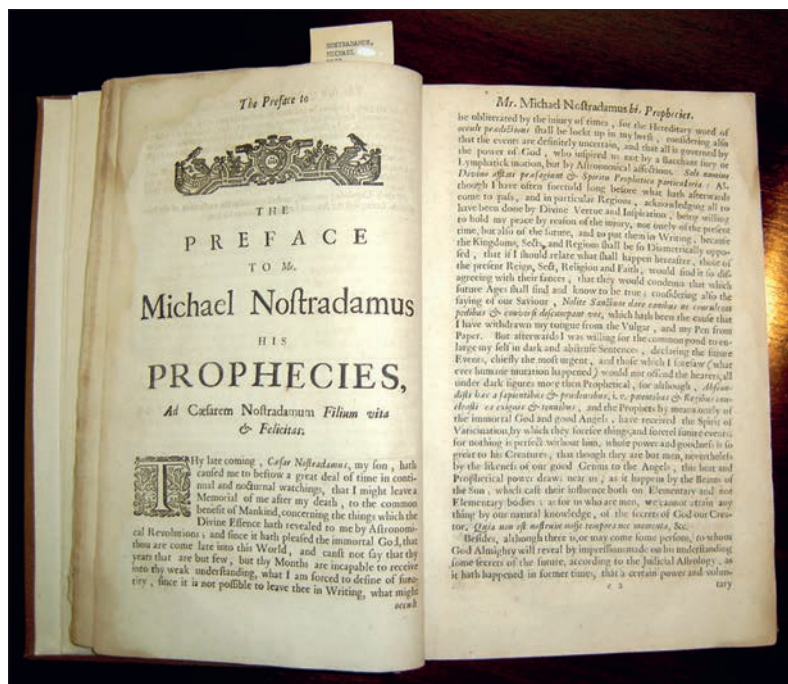 NOSTRADAMUS,
MICHAEL
The Preface to
THE
PREFACE
TO Mr.
Michael Noſtradamus
HIS
PROPHECIES,
Ad Cæſarem Noſtradamum Filium vita
& Felicitas.
THy late coming, Cæſar Noſtradamus, my ſon, hath
cauſed me to beſtow a great deal of time in conti-
nual and nocturnal watchings, that I might leave a
Memorial of me after my death, to the common
benefit of Mankind, concerning the things which the
Divine Eſſence hath revealed to me by Aſtronomi-
cal Revolutions; and ſince it hath pleaſed the immortal God, that
thou are come late into this World, and canſt not ſay that thy
years that are but few, but thy Months are incapable to receive
into thy weak underſtanding, what I am forced to define of futu-
rity, ſince it is not poſſible to leave thee in Writing, what might
occult
Mr. Michael Noſtradamus his Prophecies.
be obliterated by the injury of times, for the Hereditary word of
occult prædictions ſhall be lockt up in my breſt, conſidering alſo
that the events are definitely uncertain, and that all is governed by
the power of God, who inſpired us not by a Bacchant fury or
Lymphatick motion, but by Aſtronomical aſſertions. Soli numine
Divino afflati præſagiunt & Spiritu Prophetico particularia: Al-
though I have often foretold long before what hath afterwards
come to paſs, and in particular Regions, acknowledging all to
have been done by Divine Vertue and Inſpiration, being willing
to hold my peace by reaſon of the injury, not onely of the preſent
time, but alſo of the future, and to put them in Writing, becauſe
the Kingdoms, Sects, and Regions ſhall be ſo Diametrically oppo-
ſed, that if I ſhould relate what ſhall happen hereafter, thoſe of
the preſent Reign, Sect, Religion and Faith, would find it ſo diſ-
agreeing with their fances, that they would condemn that which
future Ages ſhall find and know to be true; conſidering alſo the
ſaying of our Saviour, Nolite Sanctum dare canibus ne conculcent
pedibus & converſi diſrumpant vos, which hath been the cauſe that
I have withdrawn my tongue from the Vulgar, and my Pen from
Paper. But afterwards I was willing for the common good to en-
large my ſelf in dark and abſtruſe Sentences, declaring the future
Events, chiefly the moſt urgent, and thoſe which I foreſaw (what
ever humane mutation happened) would not offend the hearers, all
under dark figures more then Prophetical, for although, Abſcon-
diſti hæc a ſapientibus & prudentibus, i.e. potentibus & Regibus enu-
cleaſti ea exiguis & tenuibus, and the Prophets by means onely of
the immortal God and good Angels, have received the Spirit of
Vaticination, by which they foreſee things, and foretel future events;
for nothing is perfect without him, whoſe power and goodneſs is ſo
great to his Creatures, that though they are but men, nevertheleſs
by the likeneſs of our good Genius to the Angels, this heat and
Prophetical power draws near us, as it happens by the Beams of
the Sun, which caſt their influence both on Elementary and not
Elementary bodies; as for us who are men, we cannot attain any
thing by our natural knowledge, of the ſecrets of God our Crea-
tor. Quia non eſt noſtrum noſſe tempora nec momenta, &c.
Beſides, although there is, or may come ſome perſons, to whom
God Almighty will reveal by impreſſions made on his underſtanding
ſome ſecrets of the future, according to the Judicial Aſtrology, as
it hath happened in former times, that a certain power and volun-
e 2 tary